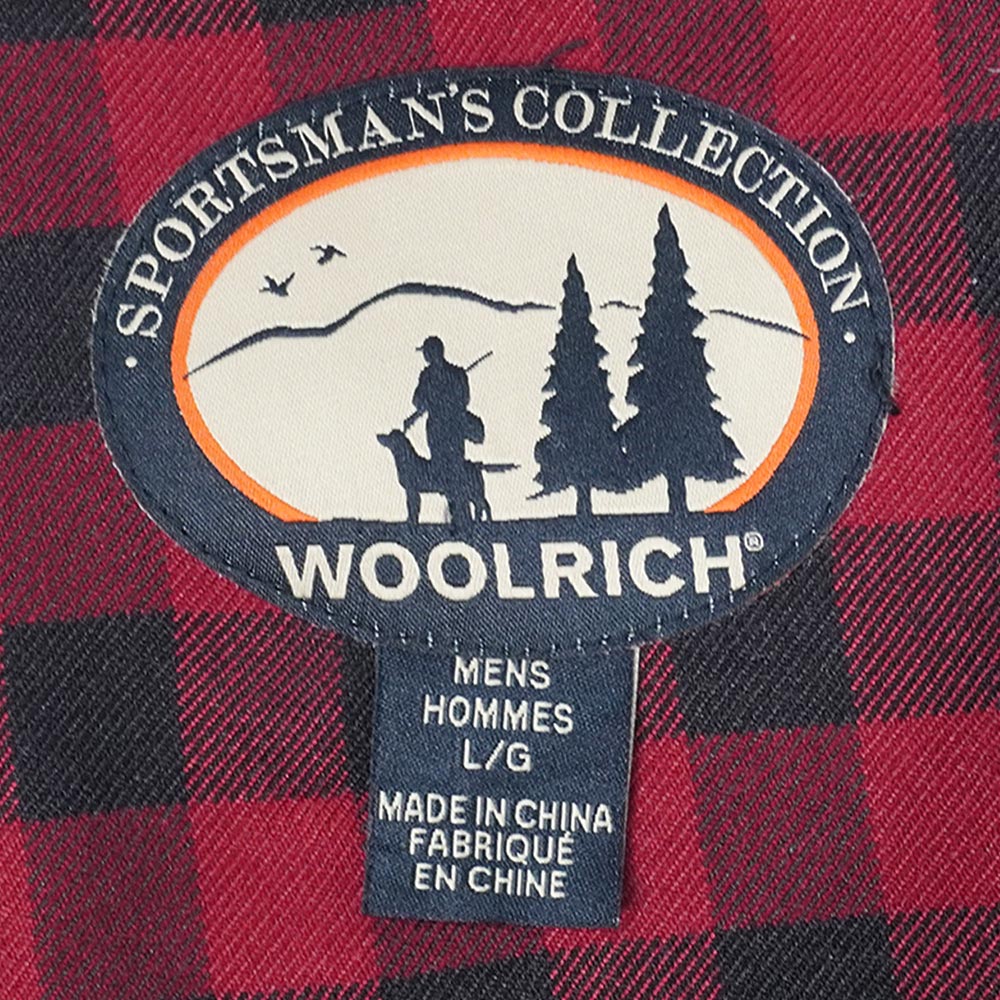 · SPORTSMAN'S COLLECTION ·
WOOLRICH®
MENS
HOMMES
L/G
MADE IN CHINA
FABRIQUÉ
EN CHINE